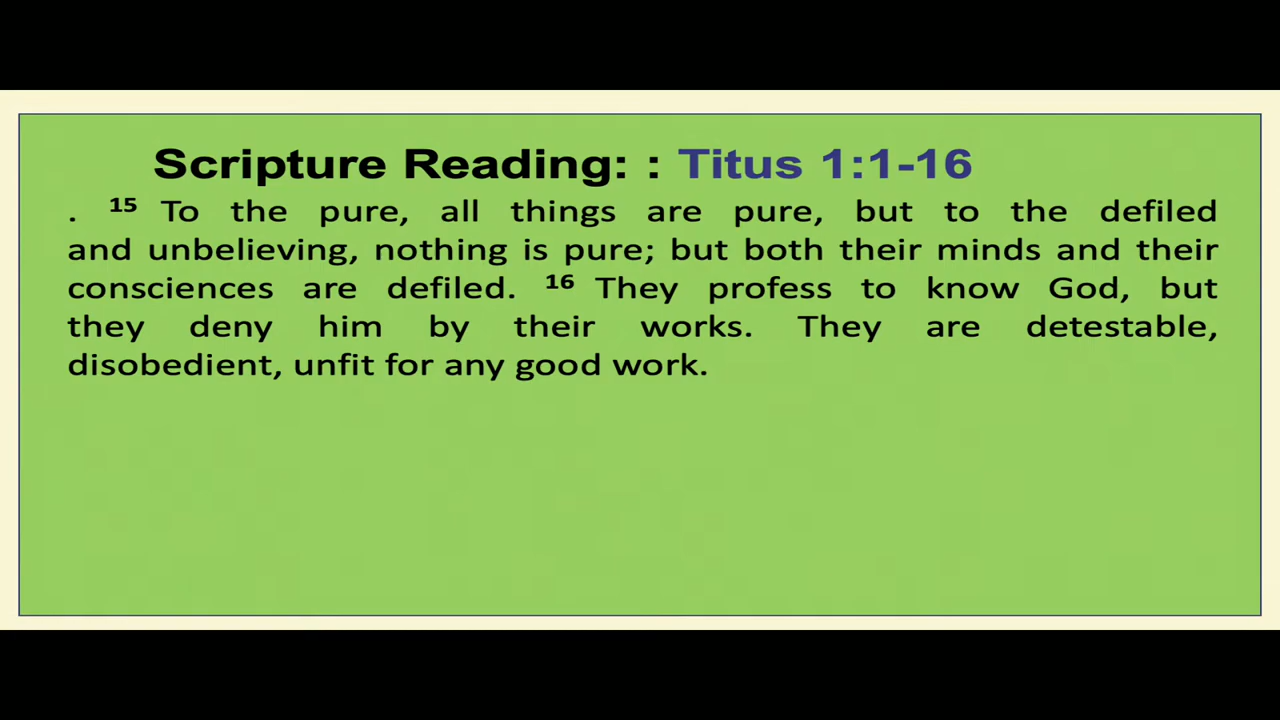 Scripture Reading: : Titus 1:1-16
. 15 To the pure, all things are pure, but to the defiled
and unbelieving, nothing is pure; but both their minds and their
consciences are defiled. 16 They profess to know God, but
they deny him by their works. They are detestable,
disobedient, unfit for any good work.